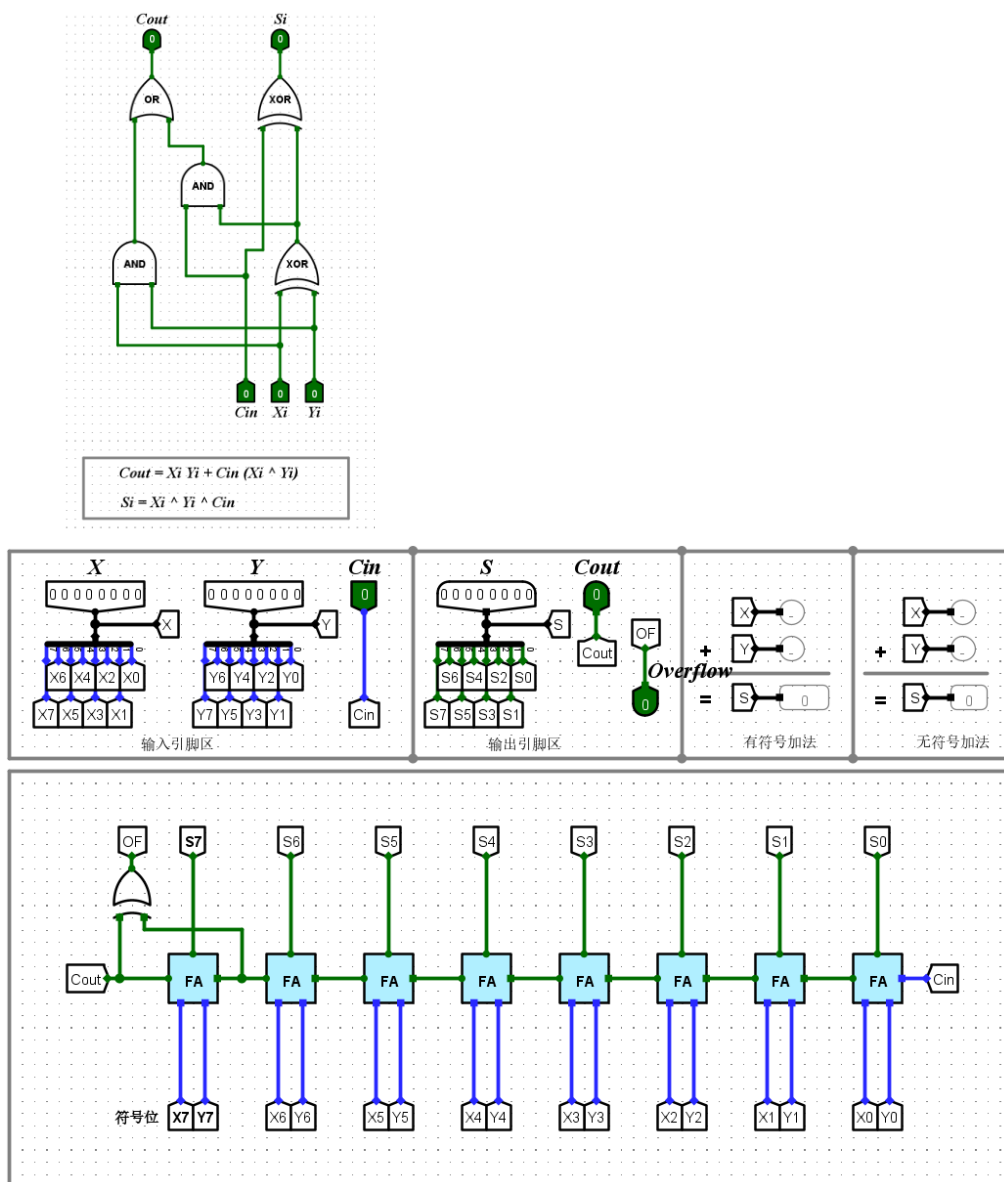 Cout Si
0 0
OR XOR
AND
AND XOR
0 0 0
Cin Xi Yi
Cout = Xi Yi + Cin (Xi ^ Yi)
Si = Xi ^ Yi ^ Cin
X Y Cin S Cout
0 0 0 0 0 0 0 0 0 0 0 0 0 0 0 0 0 0 0 0 0 0 0 0 0 0 X - X -
X Y S Cout OF
+ Y - + Y -
X6 X4 X2 X0 Y6 Y4 Y2 Y0 S6 S4 S2 S0 Overflow
X7 X5 X3 X1 Y7 Y5 Y3 Y1 Cin S7 S5 S3 S1 0 = S 0 = S 0
输入引脚区 输出引脚区 有符号加法 无符号加法
OF S7 S6 S5 S4 S3 S2 S1 S0
Cout FA FA FA FA FA FA FA FA Cin
符号位 X7 Y7 X6 Y6 X5 Y5 X4 Y4 X3 Y3 X2 Y2 X1 Y1 X0 Y0